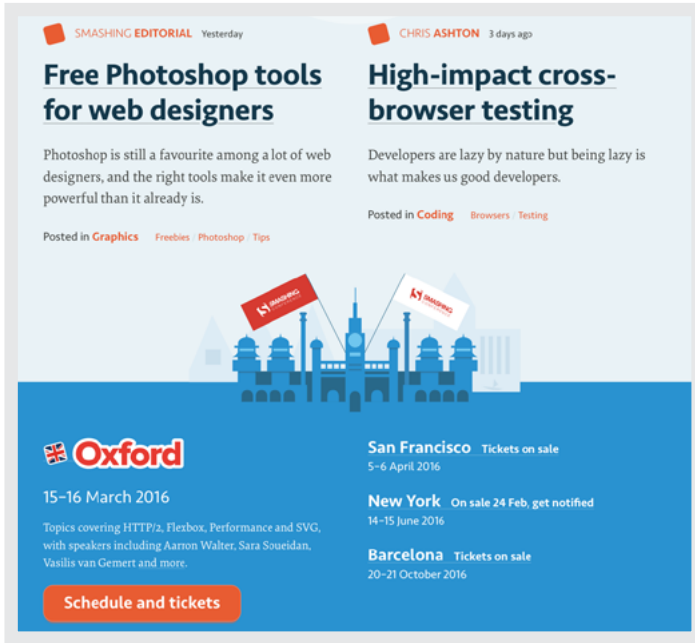 SMASHING EDITORIAL Yesterday
Free Photoshop tools
for web designers
Photoshop is still a favourite among a lot of web
designers, and the right tools make it even more
powerful than it already is.
Posted in Graphics Freebies / Photoshop / Tips
CHRIS ASHTON 3 days ago
High-impact cross-
browser testing
Developers are lazy by nature but being lazy is
what makes us good developers.
Posted in Coding Browsers / Testing
SMASHING
SMASHING
Oxford
15–16 March 2016
Topics covering HTTP/2, Flexbox, Performance and SVG,
with speakers including Aarron Walter, Sara Soueidan,
Vasilis van Gemert and more.
Schedule and tickets
San Francisco Tickets on sale
5–6 April 2016
New York On sale 24 Feb, get notified
14–15 June 2016
Barcelona Tickets on sale
20–21 October 2016